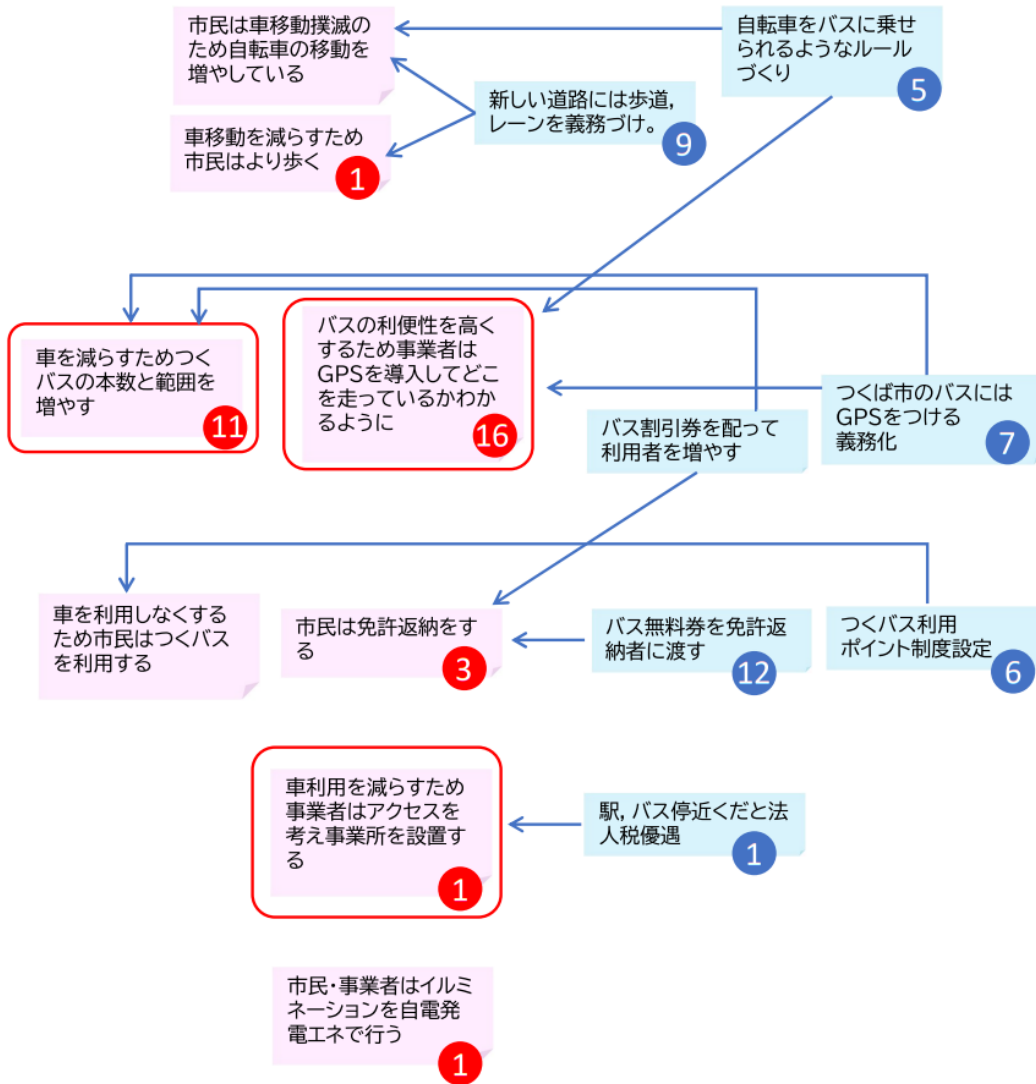 市民は車移動撲滅の
ため自転車の移動を
増やしている
自転車をバスに乗せ
られるようなルール
づくり
5
新しい道路には歩道,
レーンを義務づけ。
9
車移動を減らすため
市民はより歩く
1
車を減らすためつく
バスの本数と範囲を
増やす
11
バスの利便性を高く
するため事業者は
GPSを導入してどこ
を走っているかわか
るように
16
バス割引券を配って
利用者を増やす
つくば市のバスには
GPSをつける
義務化
7
車を利用しなくする
ため市民はつくバス
を利用する
市民は免許返納をす
る
3
バス無料券を免許返
納者に渡す
12
つくバス利用
ポイント制度設定
6
車利用を減らすため
事業者はアクセスを
考え事業所を設置す
る
1
駅, バス停近くだと法
人税優遇
1
市民・事業者はイルミ
ネーションを自電発
電エネで行う
1